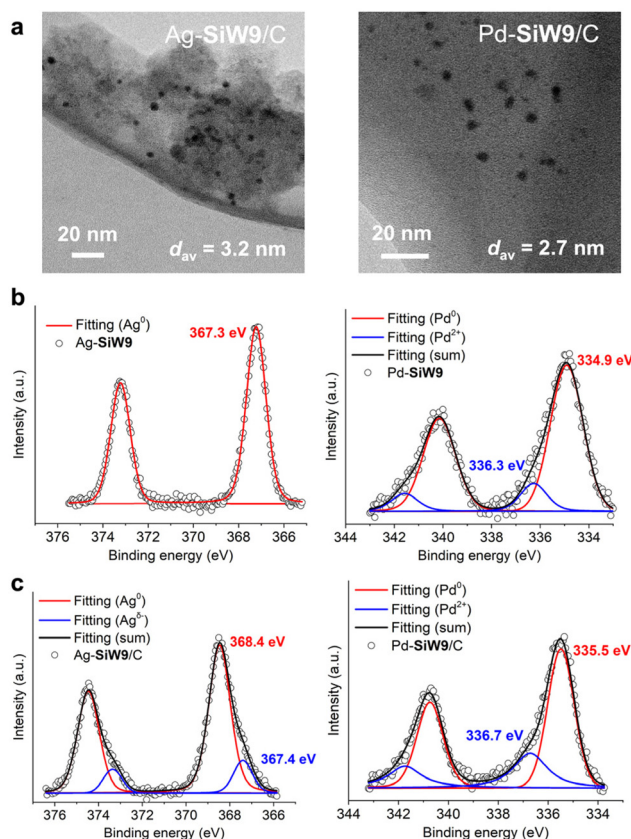 a
Ag-SiW9/C
20 nm
dav = 3.2 nm
Pd-SiW9/C
20 nm
dav = 2.7 nm
b
Fitting (Ag⁰)
Ag-SiW9
367.3 eV
Intensity (a.u.)
376 374 372 370 368 366
Binding energy (eV)
Fitting (Pd⁰)
Fitting (Pd²⁺)
Fitting (sum)
Pd-SiW9
334.9 eV
336.3 eV
Intensity (a.u.)
344 342 340 338 336 334
Binding energy (eV)
c
Fitting (Ag⁰)
Fitting (Agδ-)
Fitting (sum)
Ag-SiW9/C
368.4 eV
367.4 eV
Intensity (a.u.)
376 374 372 370 368 366
Binding energy (eV)
Fitting (Pd⁰)
Fitting (Pd²⁺)
Fitting (sum)
Pd-SiW9/C
335.5 eV
336.7 eV
Intensity (a.u.)
342 340 338 336 334
Binding energy (eV)